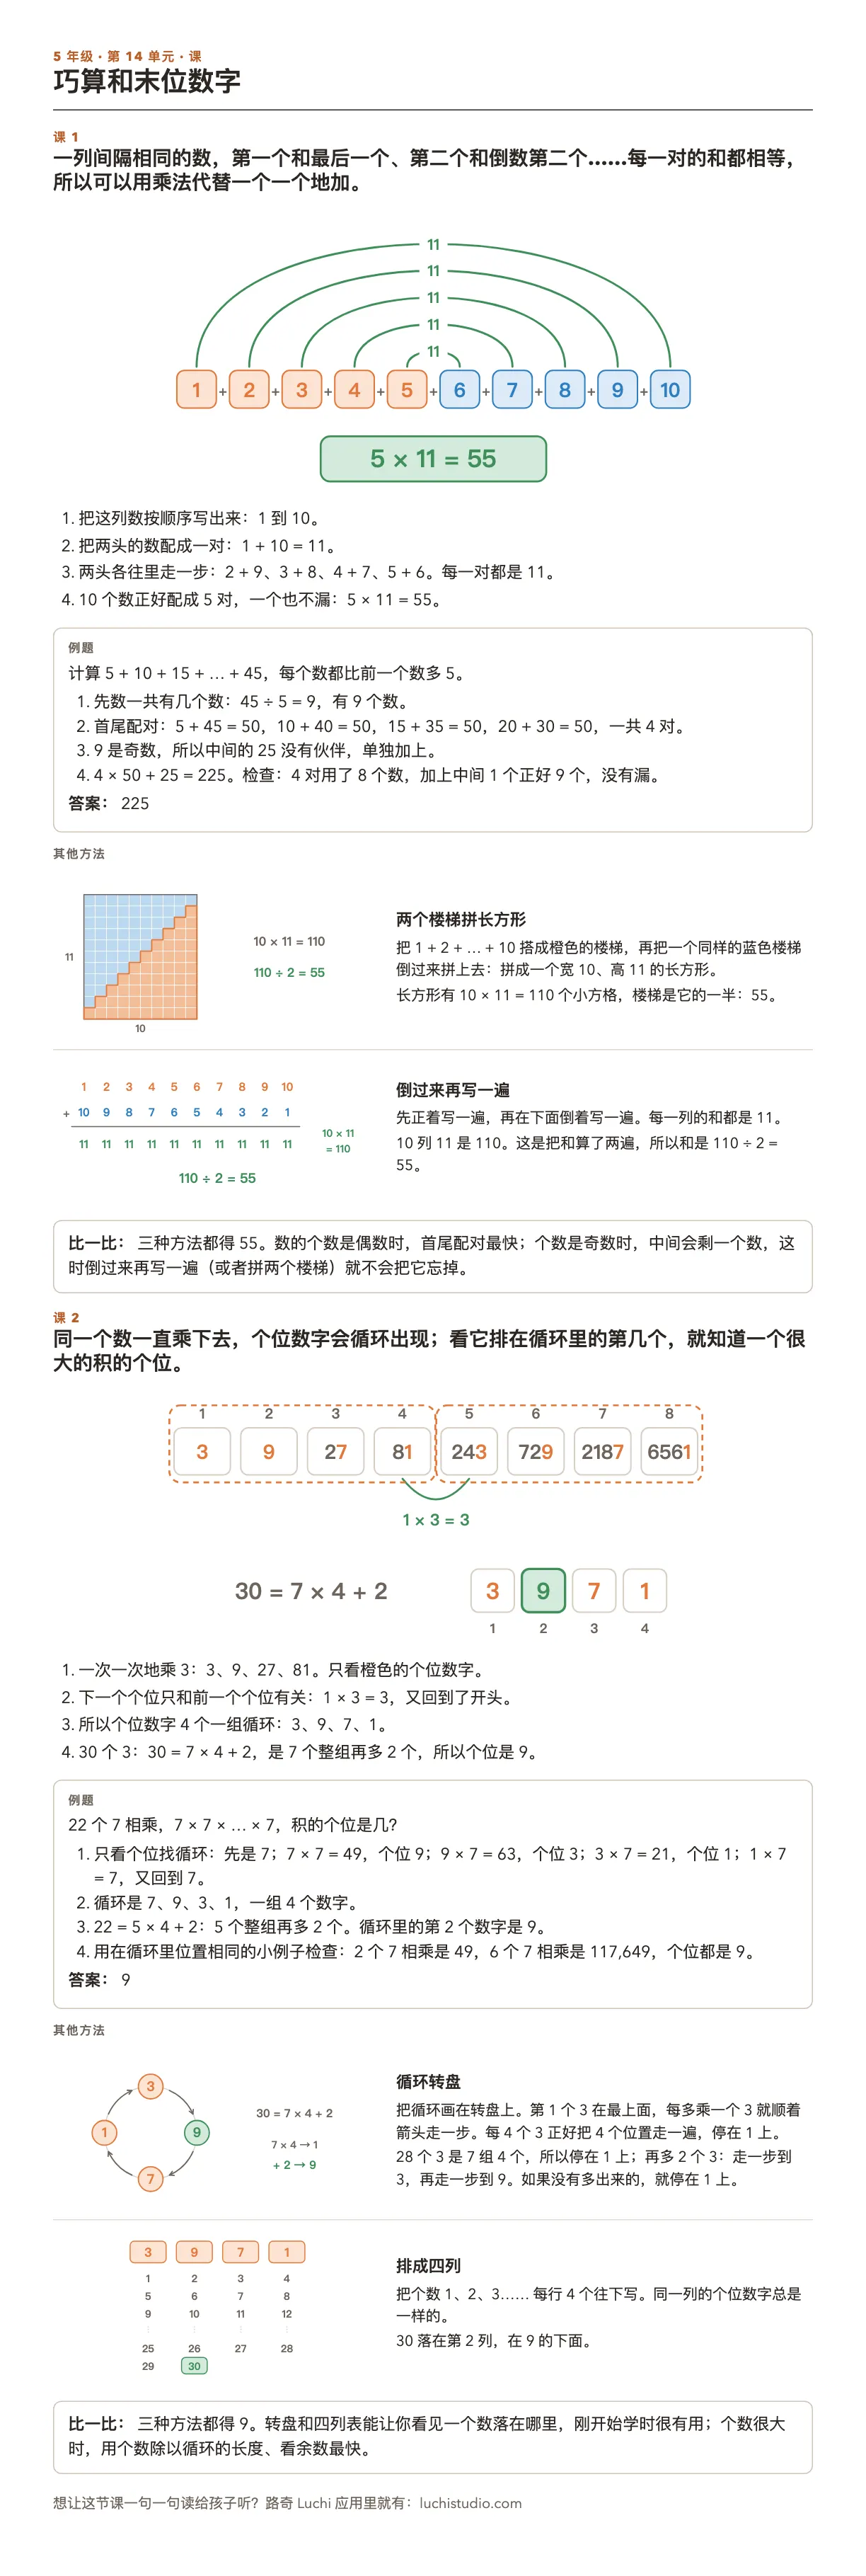 5 年级 · 第 14 单元 · 课
巧算和末位数字
课 1
一列间隔相同的数，第一个和最后一个、第二个和倒数第二个……每一对的和都相等，
所以可以用乘法代替一个一个地加。
11
11
11
11
11
1 + 2 + 3 + 4 + 5 + 6 + 7 + 8 + 9 + 10
5 × 11 = 55
1. 把这列数按顺序写出来：1 到 10。
2. 把两头的数配成一对：1 + 10 = 11。
3. 两头各往里走一步：2 + 9、3 + 8、4 + 7、5 + 6。每一对都是 11。
4. 10 个数正好配成 5 对，一个也不漏：5 × 11 = 55。
例题
计算 5 + 10 + 15 + … + 45，每个数都比前一个数多 5。
1. 先数一共有几个数：45 ÷ 5 = 9，有 9 个数。
2. 首尾配对：5 + 45 = 50，10 + 40 = 50，15 + 35 = 50，20 + 30 = 50，一共 4 对。
3. 9 是奇数，所以中间的 25 没有伙伴，单独加上。
4. 4 × 50 + 25 = 225。检查：4 对用了 8 个数，加上中间 1 个正好 9 个，没有漏。
答案： 225
其他方法
11
10
10 × 11 = 110
110 ÷ 2 = 55
两个楼梯拼长方形
把 1 + 2 + … + 10 搭成橙色的楼梯，再把一个同样的蓝色楼梯
倒过来拼上去：拼成一个宽 10、高 11 的长方形。
长方形有 10 × 11 = 110 个小方格，楼梯是它的一半：55。
1 2 3 4 5 6 7 8 9 10
+ 10 9 8 7 6 5 4 3 2 1
11 11 11 11 11 11 11 11 11 11
10 × 11
= 110
110 ÷ 2 = 55
倒过来再写一遍
先正着写一遍，再在下面倒着写一遍。每一列的和都是 11。
10 列 11 是 110。这是把和算了两遍，所以和是 110 ÷ 2 =
55。
比一比： 三种方法都得 55。数的个数是偶数时，首尾配对最快；个数是奇数时，中间会剩一个数，这
时倒过来再写一遍（或者拼两个楼梯）就不会把它忘掉。
课 2
同一个数一直乘下去，个位数字会循环出现；看它排在循环里的第几个，就知道一个很
大的积的个位。
1 2 3 4 5 6 7 8
3 9 27 81 243 729 2187 6561
1 × 3 = 3
30 = 7 × 4 + 2
3 9 7 1
1 2 3 4
1. 一次一次地乘 3：3、9、27、81。只看橙色的个位数字。
2. 下一个个位只和前一个个位有关：1 × 3 = 3，又回到了开头。
3. 所以个位数字 4 个一组循环：3、9、7、1。
4. 30 个 3：30 = 7 × 4 + 2，是 7 个整组再多 2 个，所以个位是 9。
例题
22 个 7 相乘，7 × 7 × … × 7，积的个位是几？
1. 只看个位找循环：先是 7；7 × 7 = 49，个位 9；9 × 7 = 63，个位 3；3 × 7 = 21，个位 1；1 × 7
= 7，又回到 7。
2. 循环是 7、9、3、1，一组 4 个数字。
3. 22 = 5 × 4 + 2：5 个整组再多 2 个。循环里的第 2 个数字是 9。
4. 用在循环里位置相同的小例子检查：2 个 7 相乘是 49，6 个 7 相乘是 117,649，个位都是 9。
答案： 9
其他方法
3
9
7
1
30 = 7 × 4 + 2
7 × 4 → 1
+ 2 → 9
循环转盘
把循环画在转盘上。第 1 个 3 在最上面，每多乘一个 3 就顺着
箭头走一步。每 4 个 3 正好把 4 个位置走一遍，停在 1 上。
28 个 3 是 7 组 4 个，所以停在 1 上；再多 2 个 3：走一步到
3，再走一步到 9。如果没有多出来的，就停在 1 上。
3 9 7 1
1 2 3 4
5 6 7 8
9 10 11 12
⋮ ⋮ ⋮ ⋮
25 26 27 28
29 30
排成四列
把个数 1、2、3…… 每行 4 个往下写。同一列的个位数字总是
一样的。
30 落在第 2 列，在 9 的下面。
比一比： 三种方法都得 9。转盘和四列表能让你看见一个数落在哪里，刚开始学时很有用；个数很大
时，用个数除以循环的长度、看余数最快。
想让这节课一句一句读给孩子听？路奇 Luchi 应用里就有：luchistudio.com